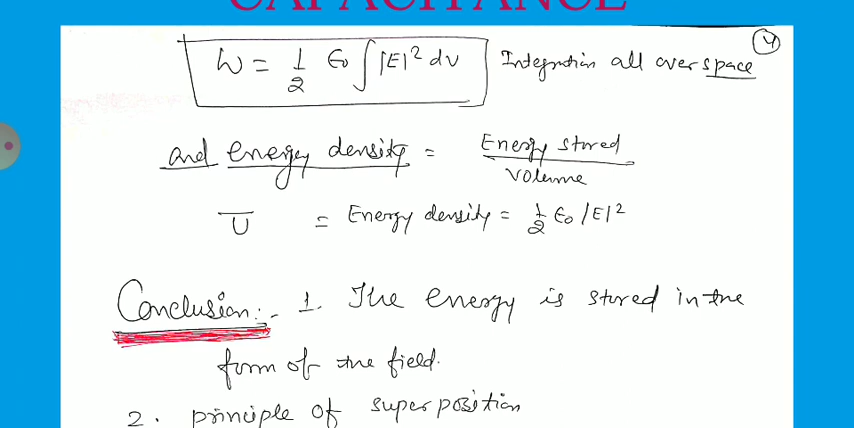 CAPACITANCE
4
W = 1/2 ε₀ ∫|E|² dv Integration all over space
and energy density = Energy stored / Volume
U = Energy density = 1/2 ε₀ |E|²
Conclusion:- 1. The energy is stored in the
form of the field.
2. principle of superposition